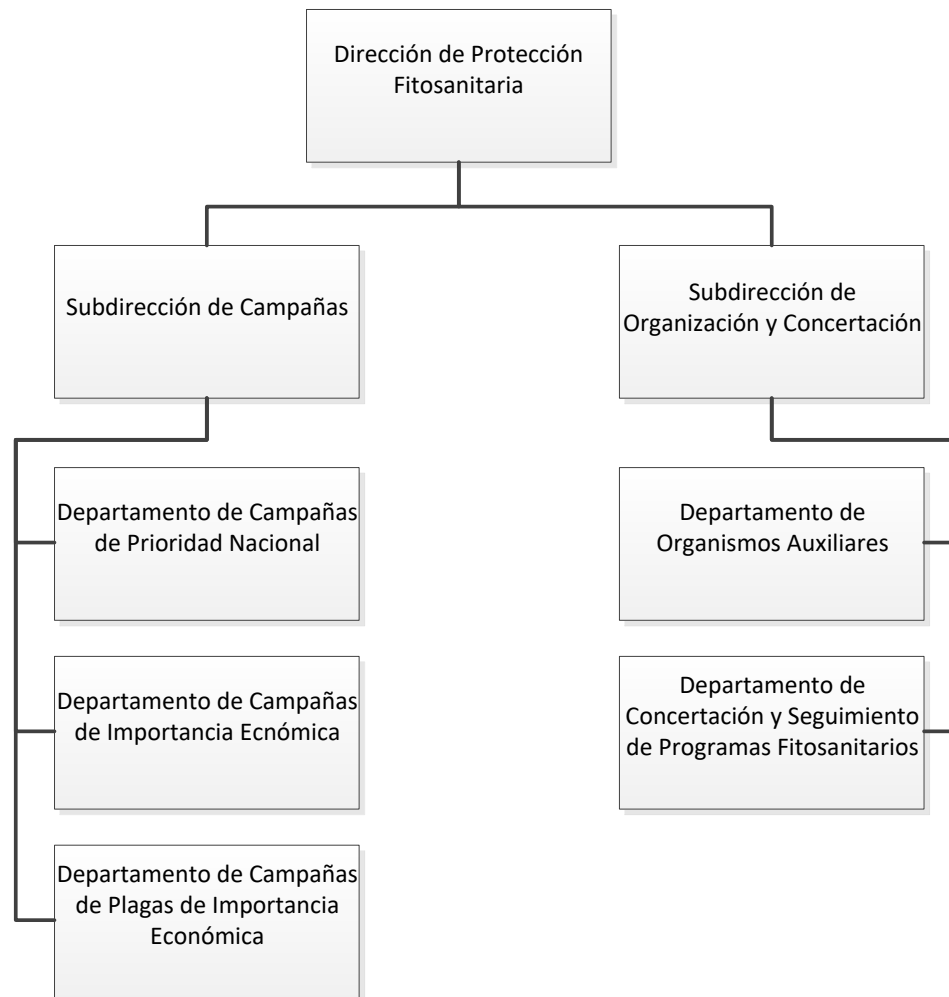 Dirección de Protección
Fitosanitaria
Subdirección de Campañas
Subdirección de
Organización y Concertación
Departamento de Campañas
de Prioridad Nacional
Departamento de
Organismos Auxiliares
Departamento de Campañas
de Importancia Ecnómica
Departamento de
Concertación y Seguimiento
de Programas Fitosanitarios
Departamento de Campañas
de Plagas de Importancia
Económica